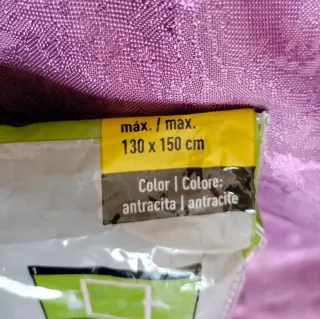 máx. / max.
130 x 150 cm
Color | Colore:
antracita | antracite